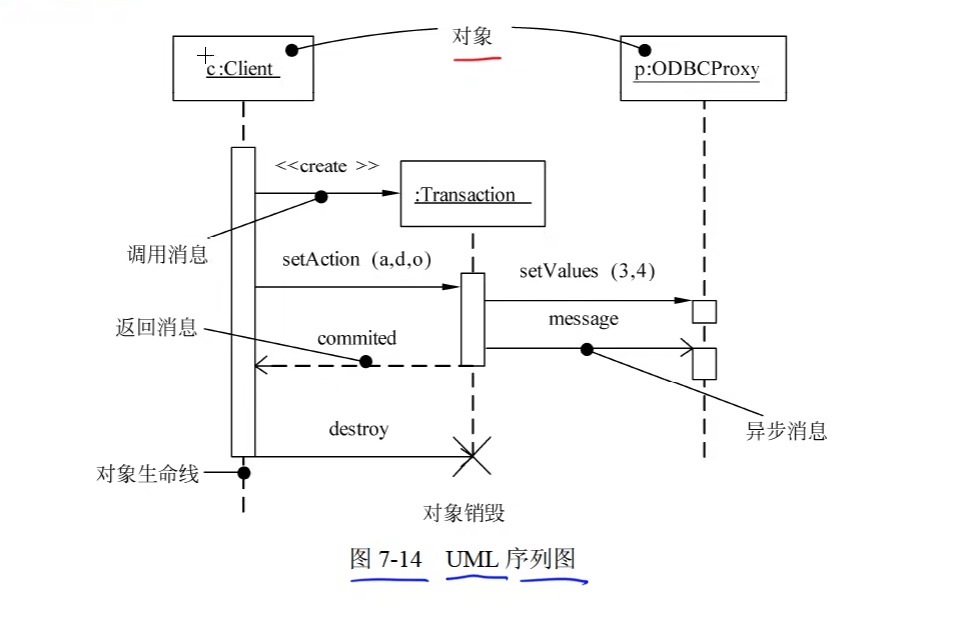 对象
c:Client
p:ODBCProxy
<<create >>
:Transaction
调用消息
setAction (a,d,o)
setValues (3,4)
返回消息
commited
message
destroy
异步消息
对象生命线
对象销毁
图 7-14 UML 序列图